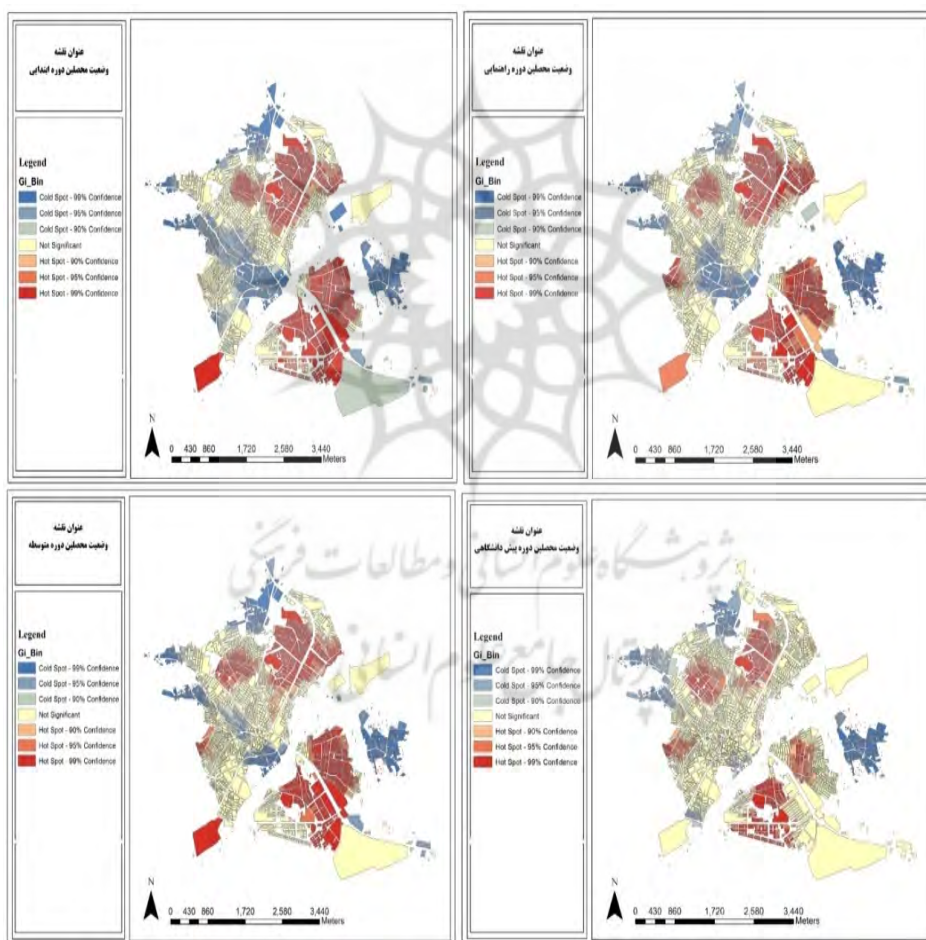 عنوان نقشه
وضعیت محصلین دوره ابتدایی
Legend
Gi_Bin
Cold Spot - 99% Confidence
Cold Spot - 95% Confidence
Cold Spot - 90% Confidence
Not Significant
Hot Spot - 90% Confidence
Hot Spot - 95% Confidence
Hot Spot - 99% Confidence
N
0 430 860 1,720 2,580 3,440
Meters
عنوان نقشه
وضعیت محصلین دوره راهنمایی
Legend
Gi_Bin
Cold Spot - 99% Confidence
Cold Spot - 95% Confidence
Cold Spot - 90% Confidence
Not Significant
Hot Spot - 90% Confidence
Hot Spot - 95% Confidence
Hot Spot - 99% Confidence
N
0 430 860 1,720 2,580 3,440
Meters
پژوهشگاه علوم انسانی و مطالعات فرهنگی
پرتال جامع علوم انسانی
عنوان نقشه
وضعیت محصلین دوره متوسطه
Legend
Gi_Bin
Cold Spot - 99% Confidence
Cold Spot - 95% Confidence
Cold Spot - 90% Confidence
Not Significant
Hot Spot - 90% Confidence
Hot Spot - 95% Confidence
Hot Spot - 99% Confidence
N
0 430 860 1,720 2,580 3,440
Meters
عنوان نقشه
وضعیت محصلین دوره پیش دانشگاهی
Legend
Gi_Bin
Cold Spot - 99% Confidence
Cold Spot - 95% Confidence
Cold Spot - 90% Confidence
Not Significant
Hot Spot - 90% Confidence
Hot Spot - 95% Confidence
Hot Spot - 99% Confidence
N
0 430 860 1,720 2,580 3,440
Meters